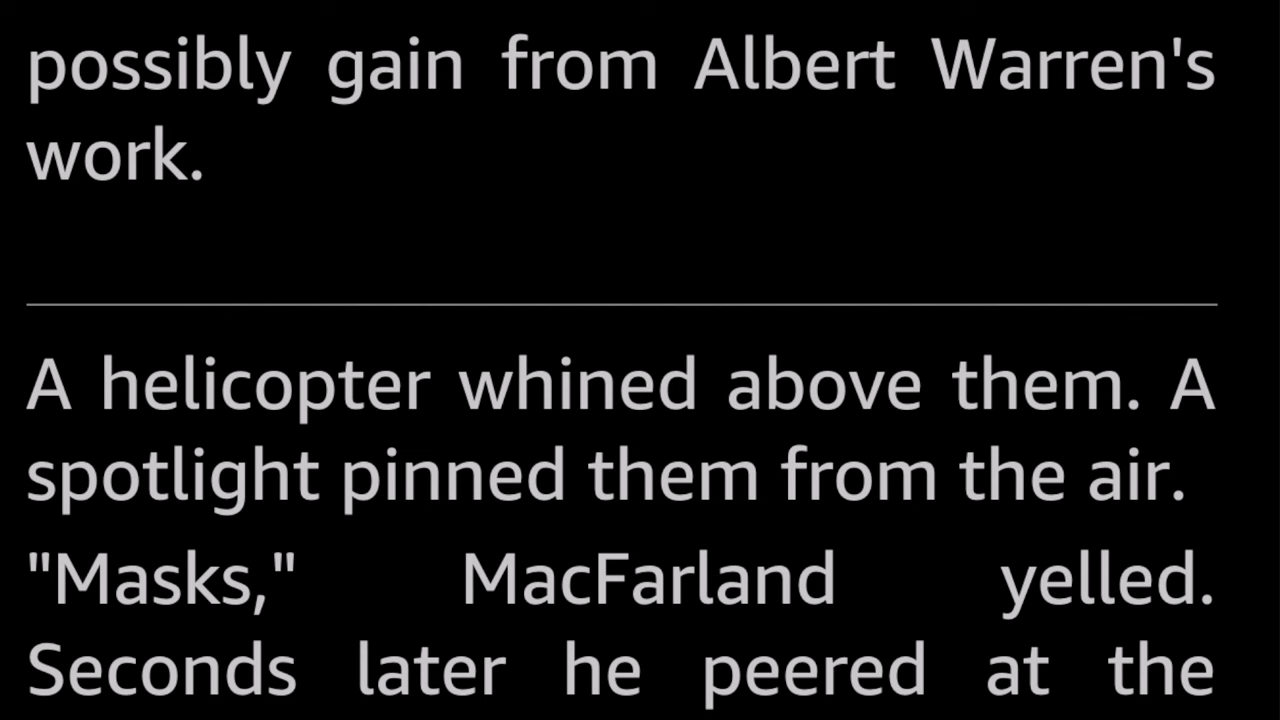 possibly gain from Albert Warren's
work.
A helicopter whined above them. A
spotlight pinned them from the air.
"Masks," MacFarland yelled.
Seconds later he peered at the